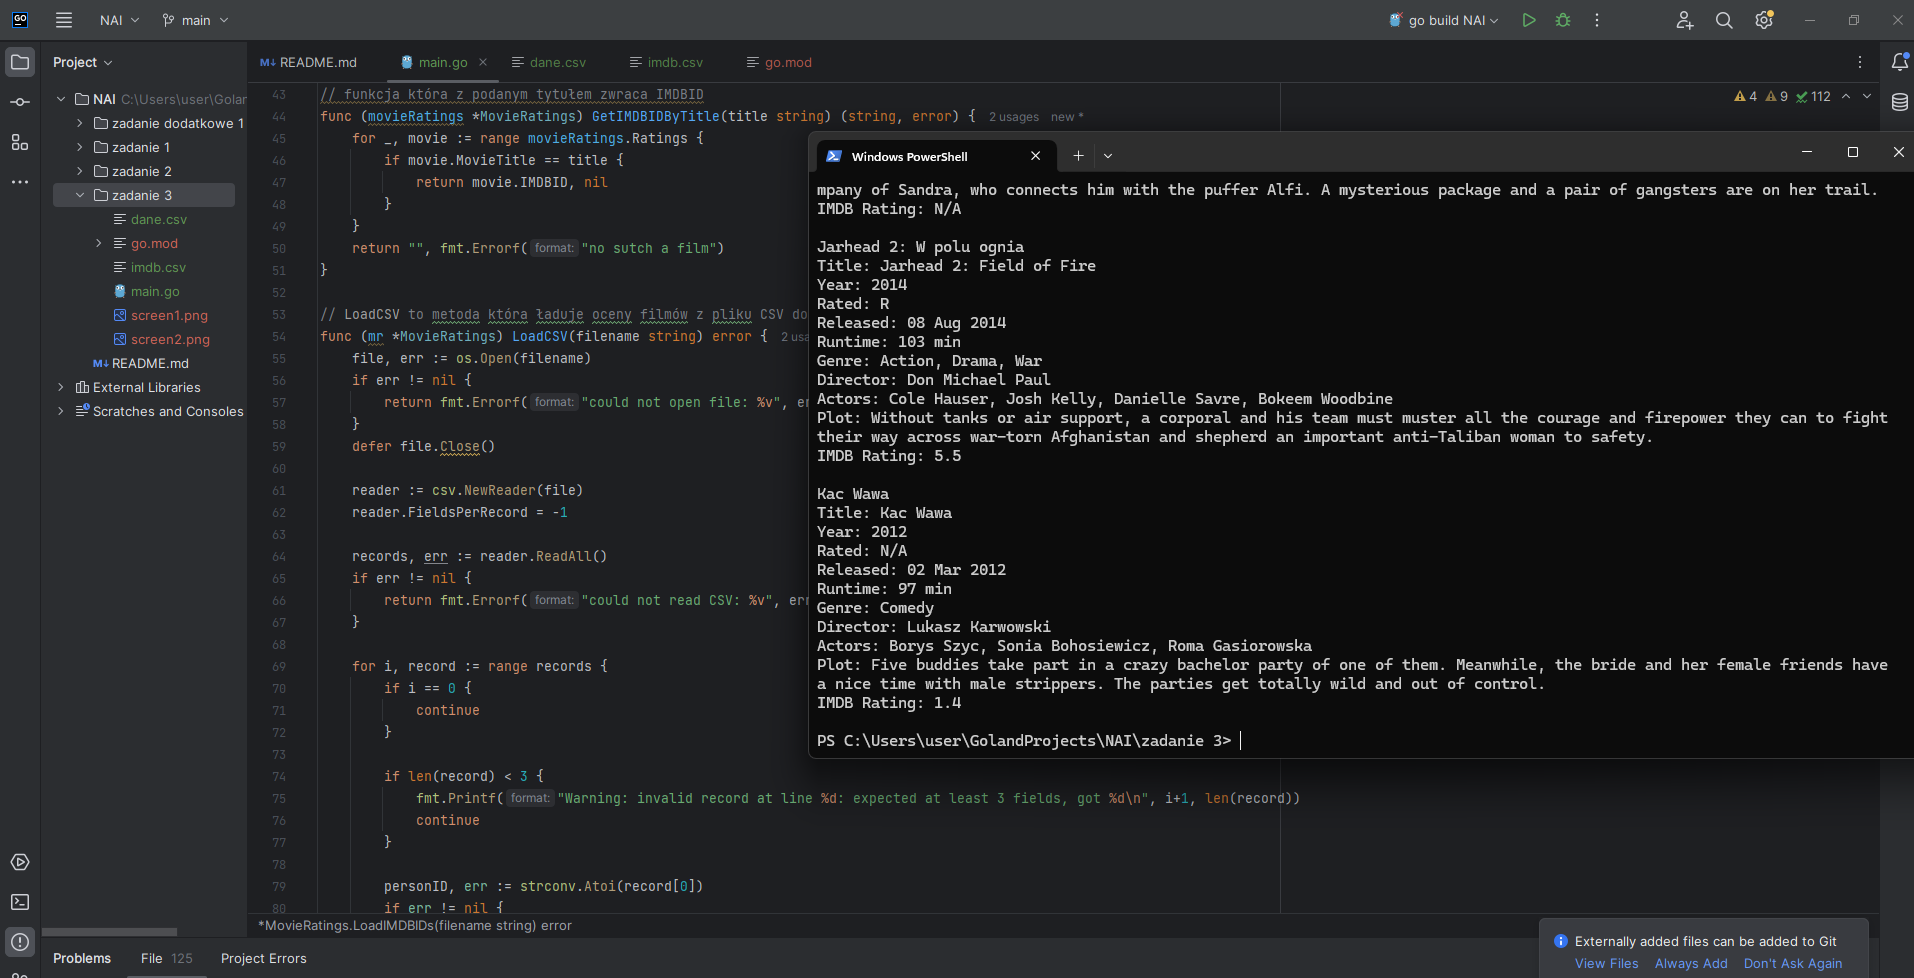 GO
NAI
main
go build NAI
Project
README.md
main.go
dane.csv
imdb.csv
go.mod
NAI C:\Users\user\Golar
zadanie dodatkowe 1
zadanie 1
zadanie 2
zadanie 3
dane.csv
go.mod
imdb.csv
main.go
screen1.png
screen2.png
README.md
External Libraries
Scratches and Consoles
4 9 112
43 // funkcja która z podanym tytułem zwraca IMDBID
44 func (movieRatings *MovieRatings) GetIMDBIDByTitle(title string) (string, error) { 2 usages new *
45 for _, movie := range movieRatings.Ratings {
46 if movie.MovieTitle == title {
47 return movie.IMDBID, nil
48 }
49 }
50 return "", fmt.Errorf( format: "no sutch a film")
51 }
52
53 // LoadCSV to metoda która ładuje oceny filmów z pliku CSV do
54 func (mr *MovieRatings) LoadCSV(filename string) error { 2 usa
55 file, err := os.Open(filename)
56 if err != nil {
57 return fmt.Errorf( format: "could not open file: %v", er
58 }
59 defer file.Close()
60
61 reader := csv.NewReader(file)
62 reader.FieldsPerRecord = -1
63
64 records, err := reader.ReadAll()
65 if err != nil {
66 return fmt.Errorf( format: "could not read CSV: %v", err
67 }
68
69 for i, record := range records {
70 if i == 0 {
71 continue
72 }
73
74 if len(record) < 3 {
75 fmt.Printf( format: "Warning: invalid record at line %d: expected at least 3 fields, got %d\n", i+1, len(record))
76 continue
77 }
78
79 personID, err := strconv.Atoi(record[0])
80 if err != nil {
*MovieRatings.LoadIMDBIDs(filename string) error
Windows PowerShell
mpany of Sandra, who connects him with the puffer Alfi. A mysterious package and a pair of gangsters are on her trail.
IMDB Rating: N/A
Jarhead 2: W polu ognia
Title: Jarhead 2: Field of Fire
Year: 2014
Rated: R
Released: 08 Aug 2014
Runtime: 103 min
Genre: Action, Drama, War
Director: Don Michael Paul
Actors: Cole Hauser, Josh Kelly, Danielle Savre, Bokeem Woodbine
Plot: Without tanks or air support, a corporal and his team must muster all the courage and firepower they can to fight
their way across war-torn Afghanistan and shepherd an important anti-Taliban woman to safety.
IMDB Rating: 5.5
Kac Wawa
Title: Kac Wawa
Year: 2012
Rated: N/A
Released: 02 Mar 2012
Runtime: 97 min
Genre: Comedy
Director: Lukasz Karwowski
Actors: Borys Szyc, Sonia Bohosiewicz, Roma Gasiorowska
Plot: Five buddies take part in a crazy bachelor party of one of them. Meanwhile, the bride and her female friends have
a nice time with male strippers. The parties get totally wild and out of control.
IMDB Rating: 1.4
PS C:\Users\user\GolandProjects\NAI\zadanie 3>
Problems
File 125
Project Errors
Externally added files can be added to Git
View Files Always Add Don't Ask Again